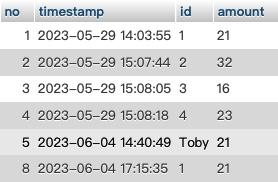 no timestamp id amount
1 2023-05-29 14:03:55 1 21
2 2023-05-29 15:07:44 2 32
3 2023-05-29 15:08:05 3 16
4 2023-05-29 15:08:18 4 23
5 2023-06-04 14:40:49 Toby 21
8 2023-06-04 17:15:35 1 21